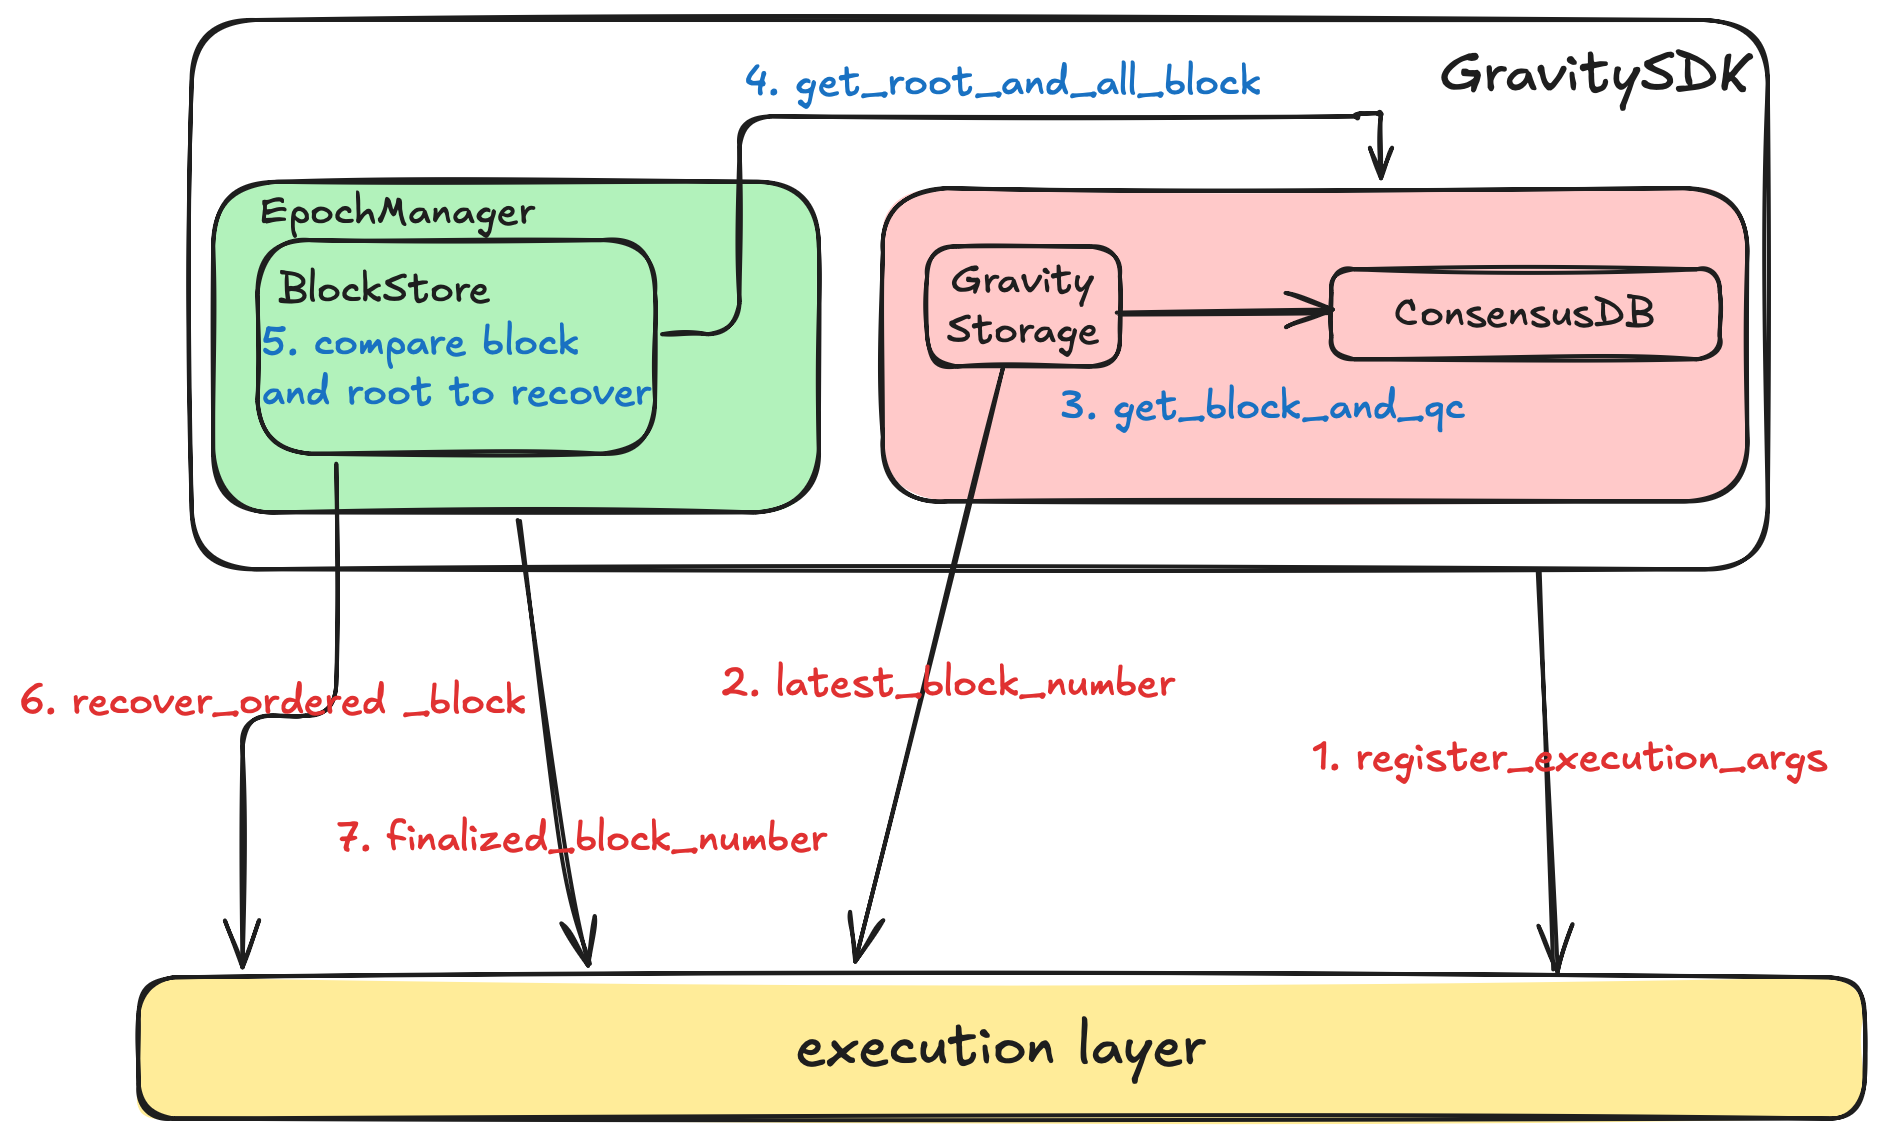 GravitySDK
4. get_root_and_all_block
EpochManager
BlockStore
5. compare block
and root to recover
Gravity
Storage
ConsensusDB
3. get_block_and_qc
6. recover_ordered _block
2. latest_block_number
1. register_execution_args
7. finalized_block_number
execution layer